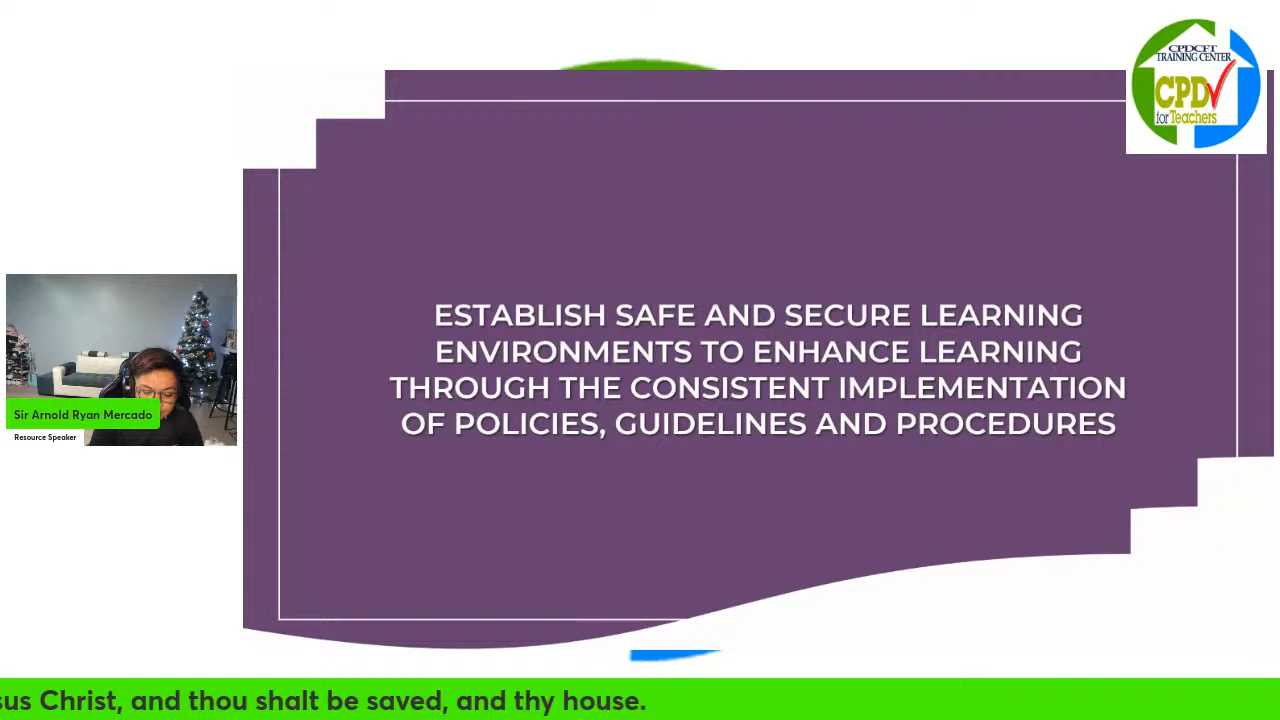 CPDCFT
TRAINING CENTER
CPD
for Teachers
ESTABLISH SAFE AND SECURE LEARNING
ENVIRONMENTS TO ENHANCE LEARNING
THROUGH THE CONSISTENT IMPLEMENTATION
OF POLICIES, GUIDELINES AND PROCEDURES
Sir Arnold Ryan Mercado
Resource Speaker
sus Christ, and thou shalt be saved, and thy house.